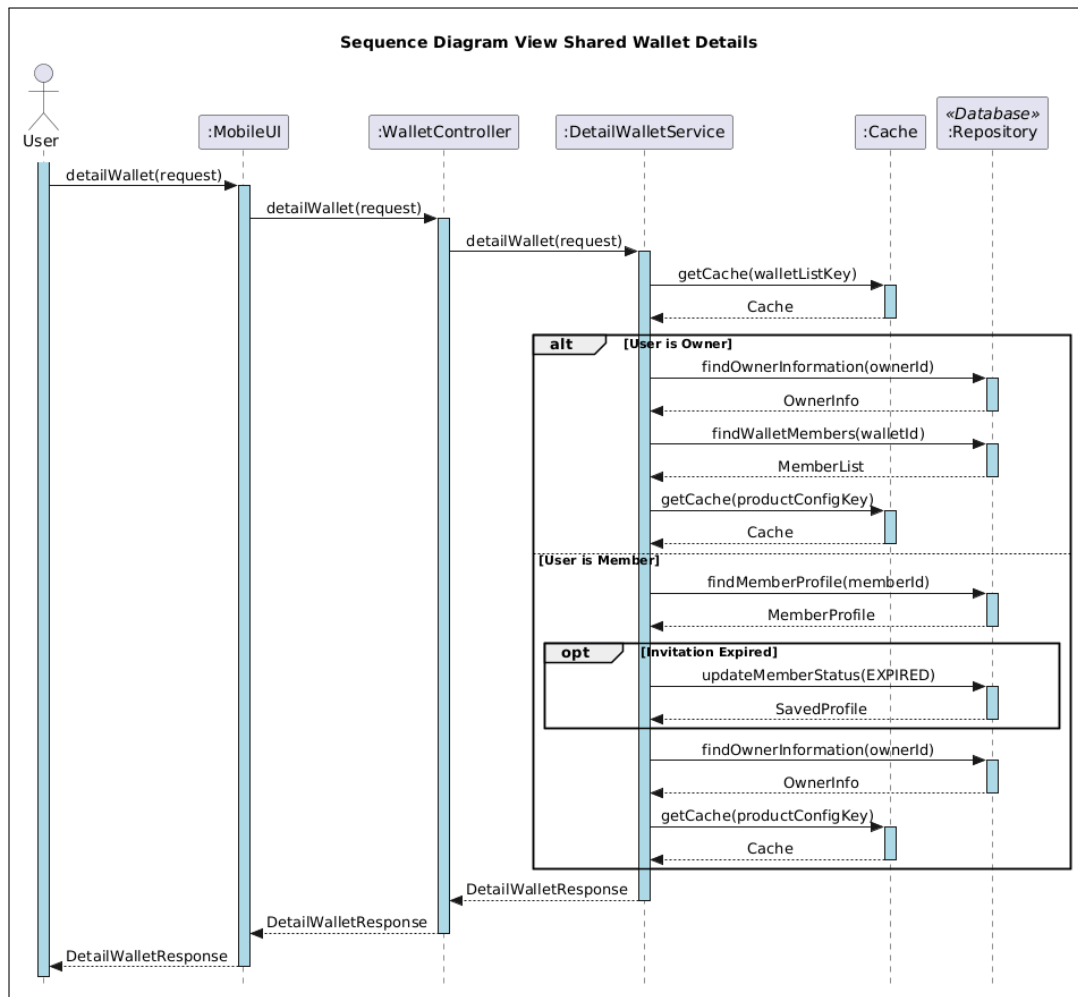 Sequence Diagram View Shared Wallet Details
User
:MobileUI
:WalletController
:DetailWalletService
:Cache
«Database»
:Repository
detailWallet(request)
detailWallet(request)
detailWallet(request)
getCache(walletListKey)
Cache
alt
[User is Owner]
findOwnerInformation(ownerId)
OwnerInfo
findWalletMembers(walletId)
MemberList
getCache(productConfigKey)
Cache
[User is Member]
findMemberProfile(memberId)
MemberProfile
opt
[Invitation Expired]
updateMemberStatus(EXPIRED)
SavedProfile
findOwnerInformation(ownerId)
OwnerInfo
getCache(productConfigKey)
Cache
DetailWalletResponse
DetailWalletResponse
DetailWalletResponse